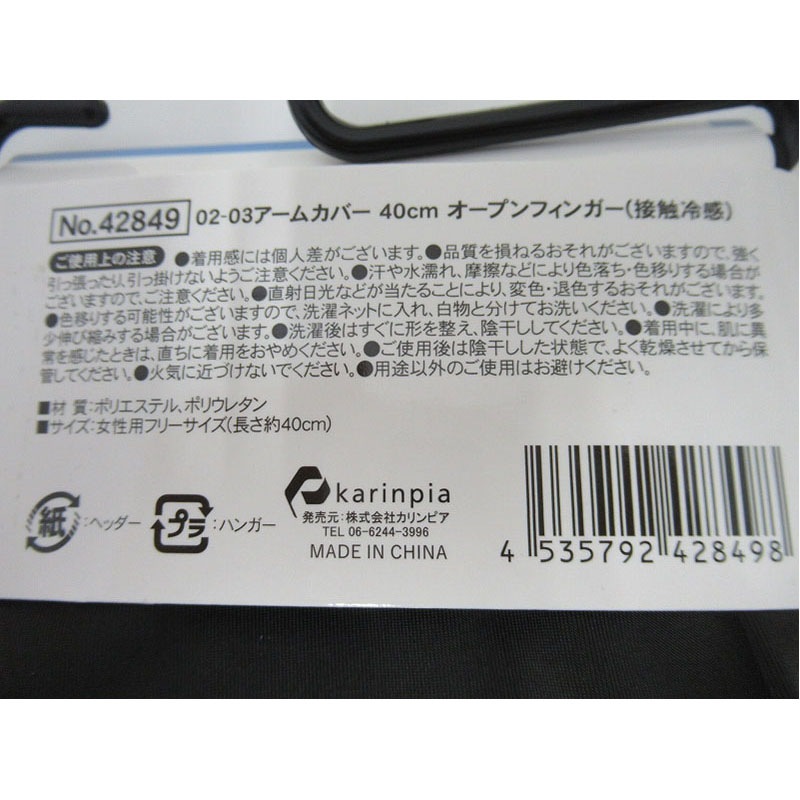 No.42849 02-03アームカバー 40cm オープンフィンガー(接触冷感)
ご使用上の注意 ●着用感には個人差がございます。●品質を損ねるおそれがございますので、強く
引っ張ったり、引っ掛けないようご注意ください。●汗や水濡れ、摩擦などにより色落ち・色移りする場合が
ございますので、ご注意ください。●直射日光などが当たることにより、変色・退色するおそれがございます。
●色移りする可能性がございますので、洗濯ネットに入れ、白物と分けてお洗いください。●洗濯により多
少伸び縮みする場合がございます。●洗濯後はすぐに形を整え、陰干ししてください。●着用中に、肌に異
常を感じたときは、直ちに着用をおやめください。●ご使用後は陰干しした状態で、よく乾燥させてから保
管してください。●火気に近づけないでください。●用途以外のご使用はお避けください。
■材 質:ポリエステル、ポリウレタン
■サイズ:女性用フリーサイズ(長さ約40cm)
紙:ヘッダー プラ:ハンガー
karinpia
発売元:株式会社カリンピア
TEL 06-6244-3996
MADE IN CHINA
4 535792 428498